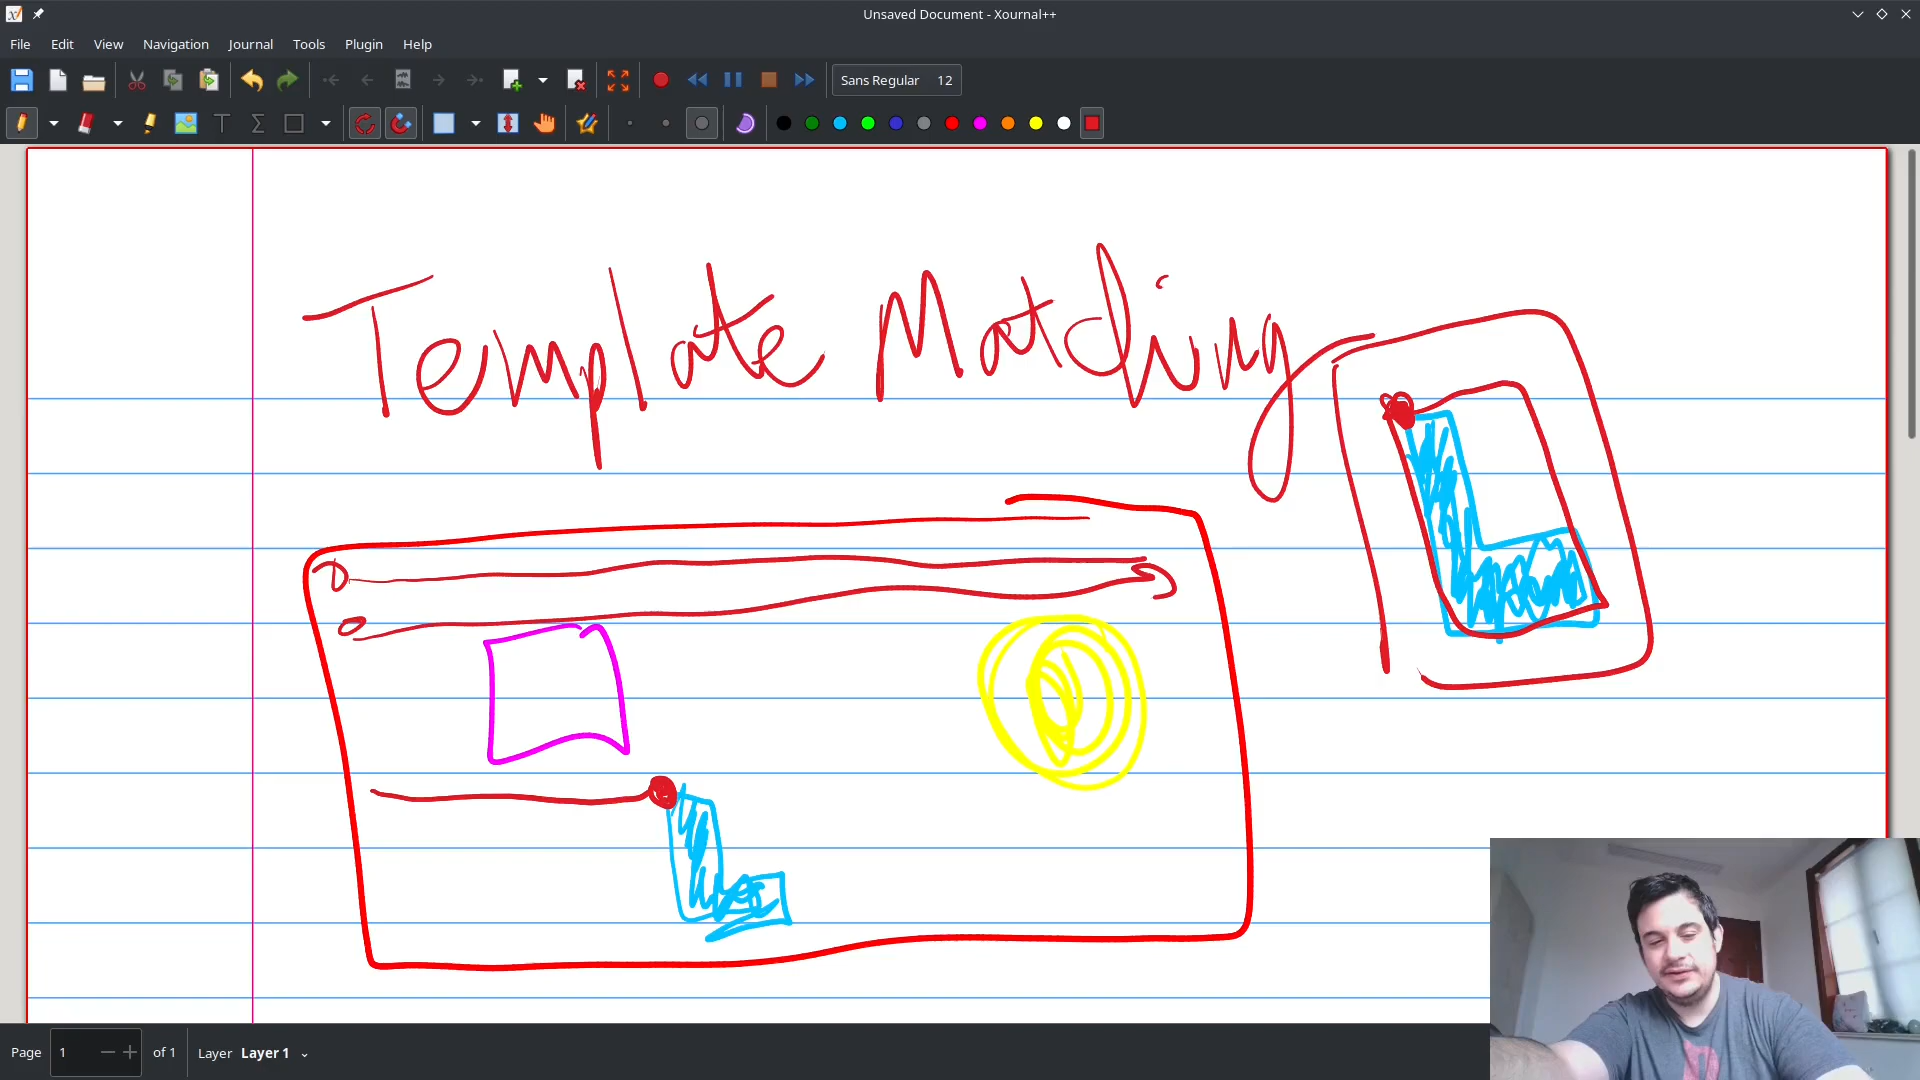 Unsaved Document - Xournal++
File Edit View Navigation Journal Tools Plugin Help
Sans Regular 12
Template Matching
Page 1 of 1 Layer Layer 1